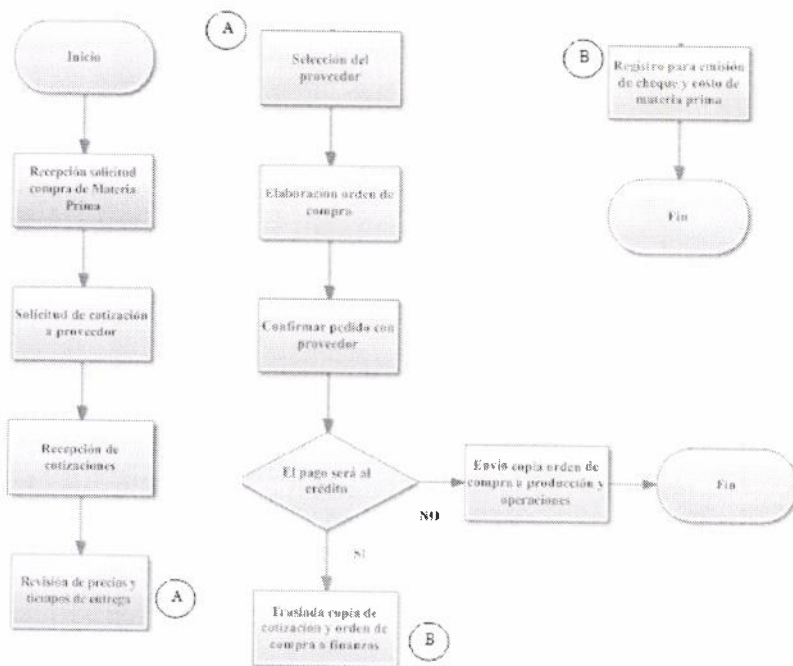 Inicio
Recepción solicitud
compra de Materia
Prima
Solicitud de cotización
a proveedor
Recepción de
cotizaciones
Revisión de precios y
tiempos de entrega
A
A
Selección del
proveedor
Elaboración orden de
compra
Confirmar pedido con
proveedor
El pago será al
crédito
NO
SI
Envío copia orden de
compra a producción y
operaciones
Fin
Traslada copia de
cotización y orden de
compra a finanzas
B
B
Registro para emisión
de cheque y costo de
materia prima
Fin